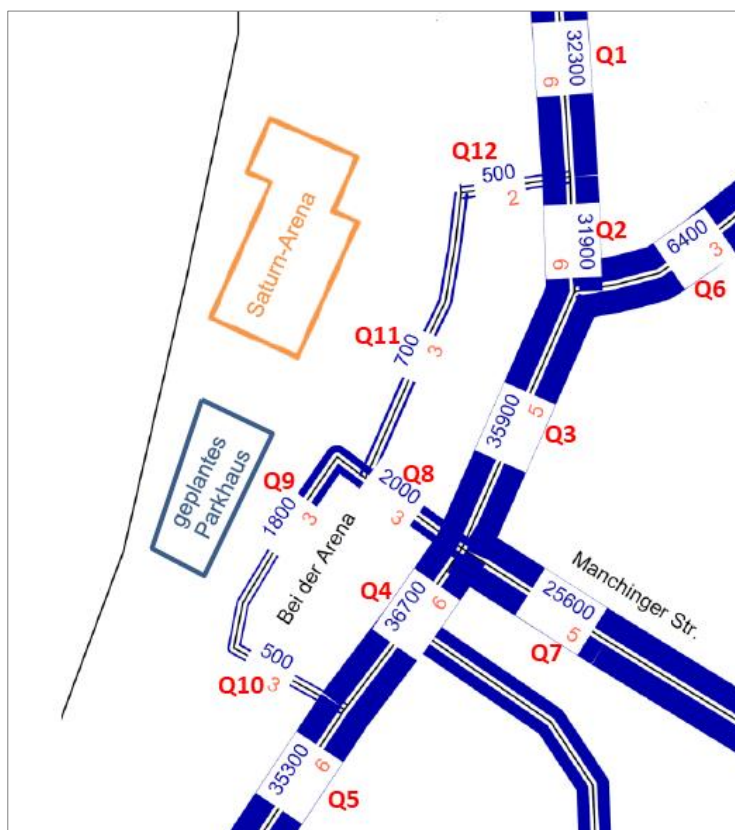 32300
6
Q1
Q12
500
2
Q2
31900
6
6400
3
Q6
Saturn-Arena
Q11
700
3
35900
5
Q3
geplantes
Parkhaus
Q9
1800
3
Q8
2000
3
Bei der Arena
Manchinger Str.
Q4
36700
6
25600
5
Q7
500
3
Q10
35300
6
Q5